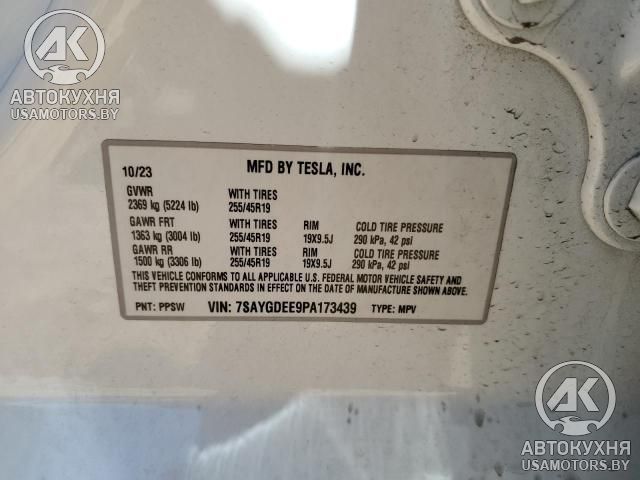 AK
АВТОКУХНЯ
USAMOTORS.BY
10/23 MFD BY TESLA, INC.
GVWR WITH TIRES
2369 kg (5224 lb) 255/45R19
GAWR FRT WITH TIRES RIM COLD TIRE PRESSURE
1363 kg (3004 lb) 255/45R19 19X9.5J 290 kPa, 42 psi
GAWR RR WITH TIRES RIM COLD TIRE PRESSURE
1500 kg (3306 lb) 255/45R19 19X9.5J 290 kPa, 42 psi
THIS VEHICLE CONFORMS TO ALL APPLICABLE U.S. FEDERAL MOTOR VEHICLE SAFETY AND
THEFT PREVENTION STANDARDS IN EFFECT ON THE DATE OF MANUFACTURE SHOWN ABOVE.
PNT: PPSW VIN: 7SAYGDEE9PA173439 TYPE: MPV
AK
АВТОКУХНЯ
USAMOTORS.BY